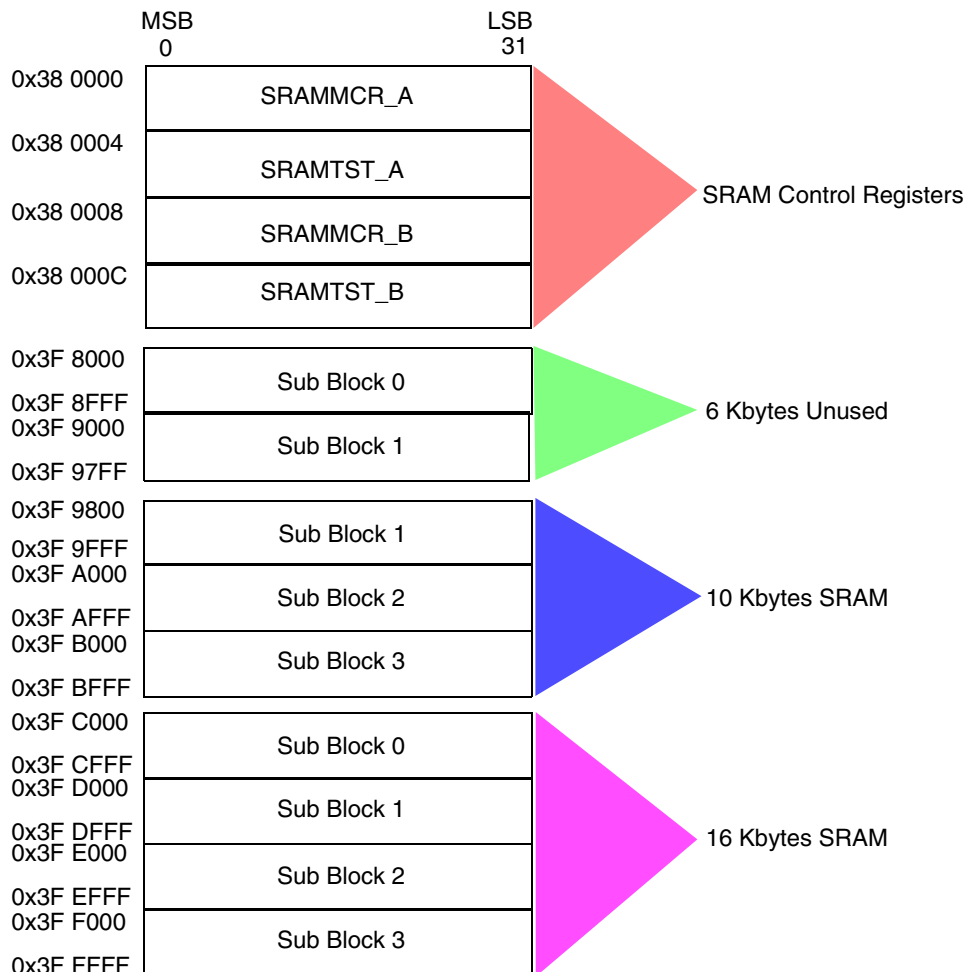 MSB LSB
0 31
0x38 0000
SRAMMCR_A
0x38 0004
SRAMTST_A
0x38 0008
SRAMMCR_B
0x38 000C
SRAMTST_B
SRAM Control Registers
0x3F 8000
Sub Block 0
0x3F 8FFF
0x3F 9000
Sub Block 1
0x3F 97FF
6 Kbytes Unused
0x3F 9800
Sub Block 1
0x3F 9FFF
0x3F A000
Sub Block 2
0x3F AFFF
0x3F B000
Sub Block 3
0x3F BFFF
10 Kbytes SRAM
0x3F C000
Sub Block 0
0x3F CFFF
0x3F D000
Sub Block 1
0x3F DFFF
0x3F E000
Sub Block 2
0x3F EFFF
0x3F F000
Sub Block 3
0x3F FFFF
16 Kbytes SRAM